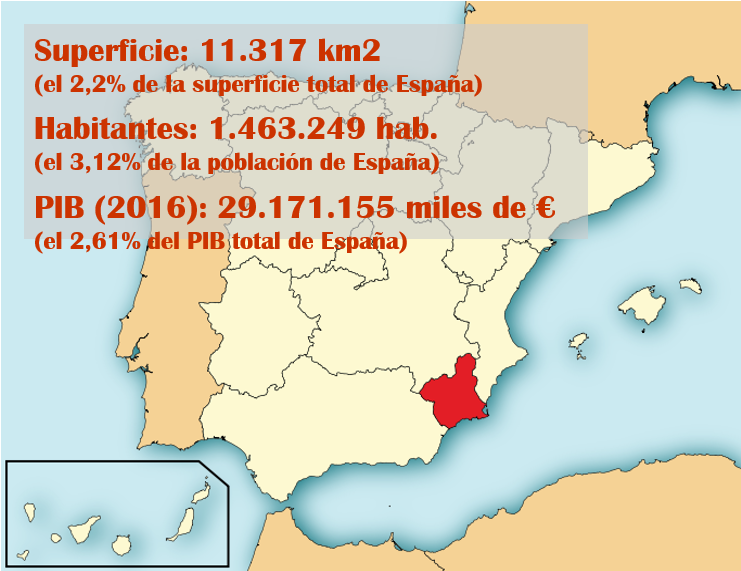 Superficie: 11.317 km2
(el 2,2% de la superficie total de España)
Habitantes: 1.463.249 hab.
(el 3,12% de la población de España)
PIB (2016): 29.171.155 miles de €
(el 2,61% del PIB total de España)